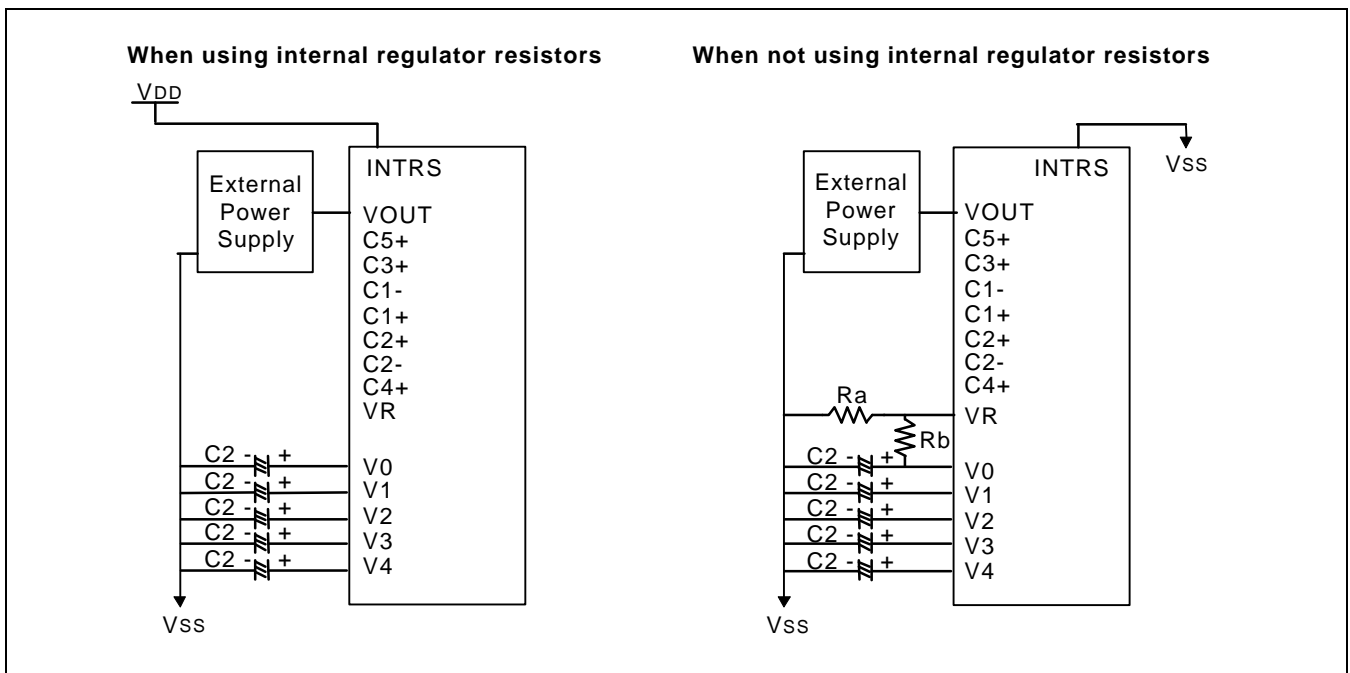 When using internal regulator resistors
VDD
External
Power
Supply
INTRS
VOUT
C5+
C3+
C1-
C1+
C2+
C2-
C4+
VR
C2 - + V0
C2 - + V1
C2 - + V2
C2 - + V3
C2 - + V4
VSS
When not using internal regulator resistors
External
Power
Supply
INTRS
VSS
VOUT
C5+
C3+
C1-
C1+
C2+
C2-
C4+
Ra
VR
Rb
C2 - + V0
C2 - + V1
C2 - + V2
C2 - + V3
C2 - + V4
VSS